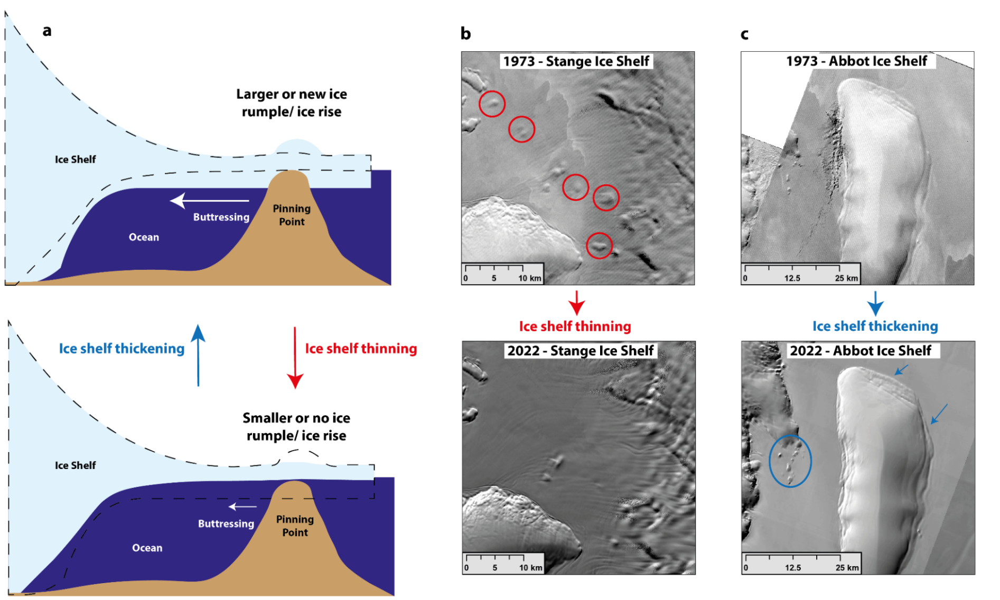 a
Larger or new ice
rumple/ ice rise
Ice Shelf
Pinning
Point
Buttressing
Ocean
Ice shelf thickening
Ice shelf thinning
Smaller or no ice
rumple/ ice rise
Ice Shelf
Pinning
Point
Buttressing
Ocean
b
1973 - Stange Ice Shelf
0 5 10 km
Ice shelf thinning
2022 - Stange Ice Shelf
0 5 10 km
c
1973 - Abbot Ice Shelf
0 12.5 25 km
Ice shelf thickening
2022 - Abbot Ice Shelf
0 12.5 25 km